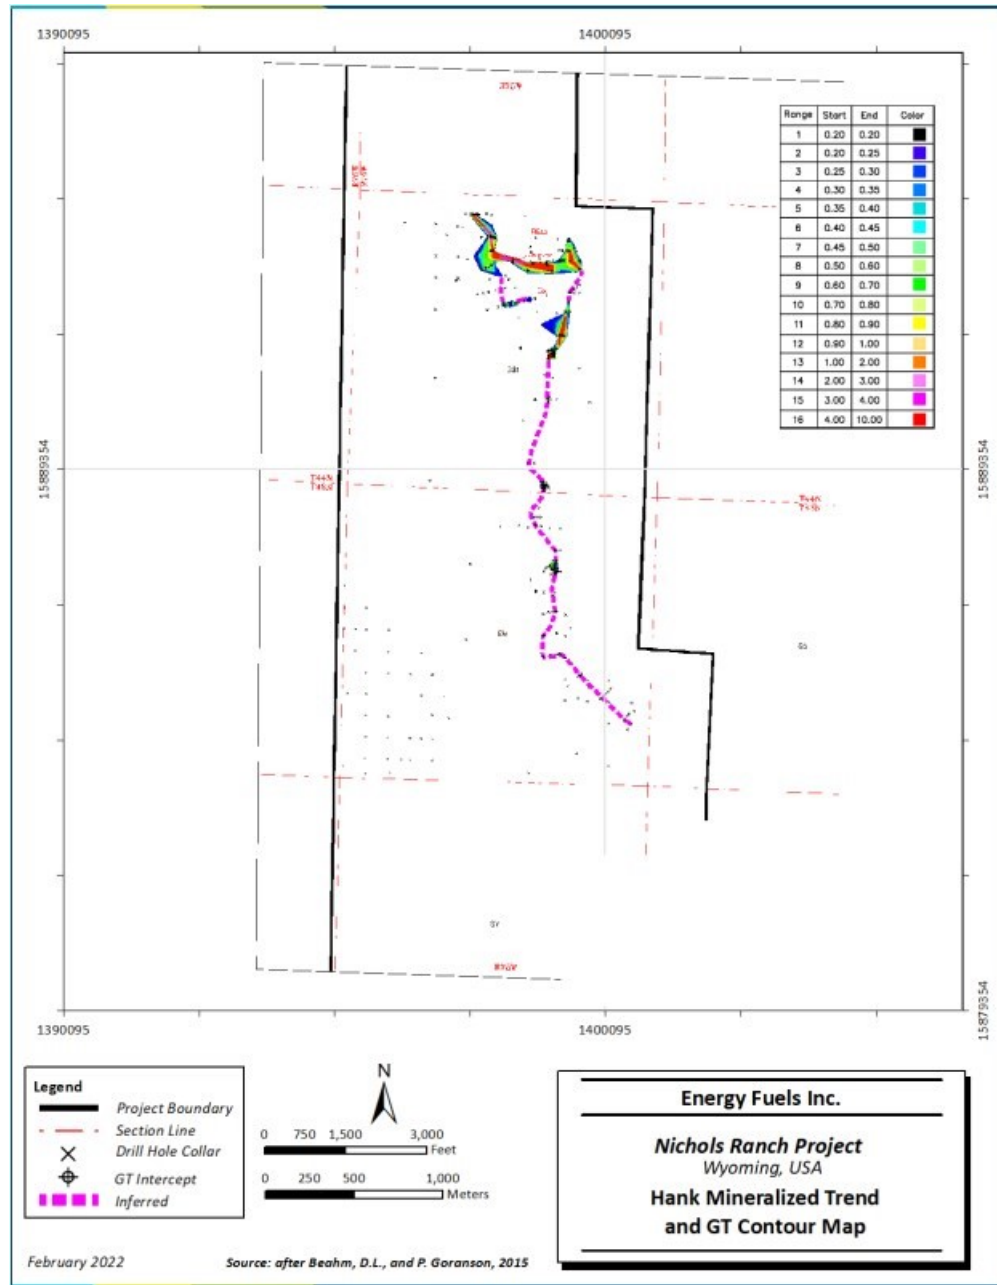 1390095
1400095
Range Start End Color
1 0.20 0.20
2 0.20 0.25
3 0.25 0.30
4 0.30 0.35
5 0.35 0.40
6 0.40 0.45
7 0.45 0.50
8 0.50 0.60
9 0.60 0.70
10 0.70 0.80
11 0.80 0.90
12 0.90 1.00
13 1.00 2.00
14 2.00 3.00
15 3.00 4.00
16 4.00 10.00
15889354
15889354
T44N
T43N
T44N
T43N
15879354
1390095
1400095
Legend
Project Boundary
Section Line
Drill Hole Collar
GT Intercept
Inferred
N
0 750 1,500 3,000
Feet
0 250 500 1,000
Meters
Energy Fuels Inc.
Nichols Ranch Project
Wyoming, USA
Hank Mineralized Trend
and GT Contour Map
February 2022
Source: after Beahm, D.L., and P. Goranson, 2015